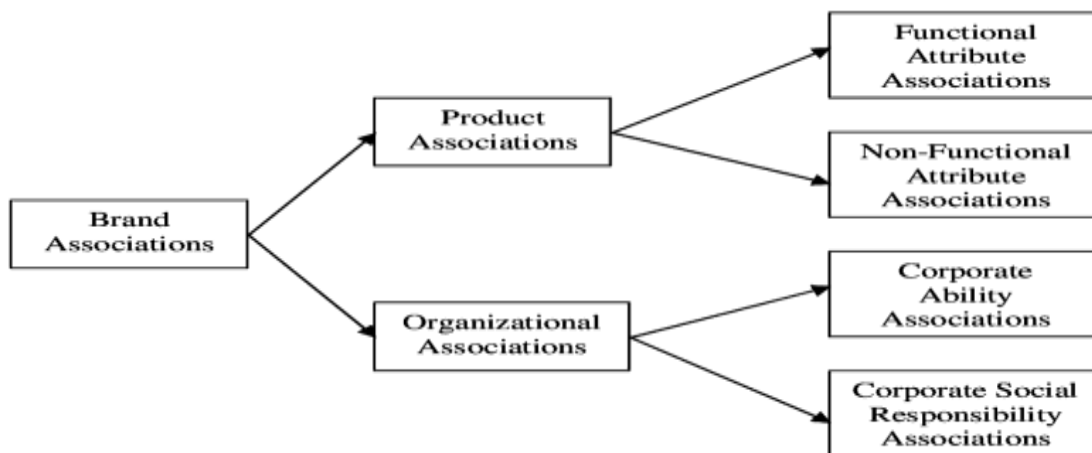 Brand
Associations
Product
Associations
Organizational
Associations
Functional
Attribute
Associations
Non-Functional
Attribute
Associations
Corporate
Ability
Associations
Corporate Social
Responsibility
Associations